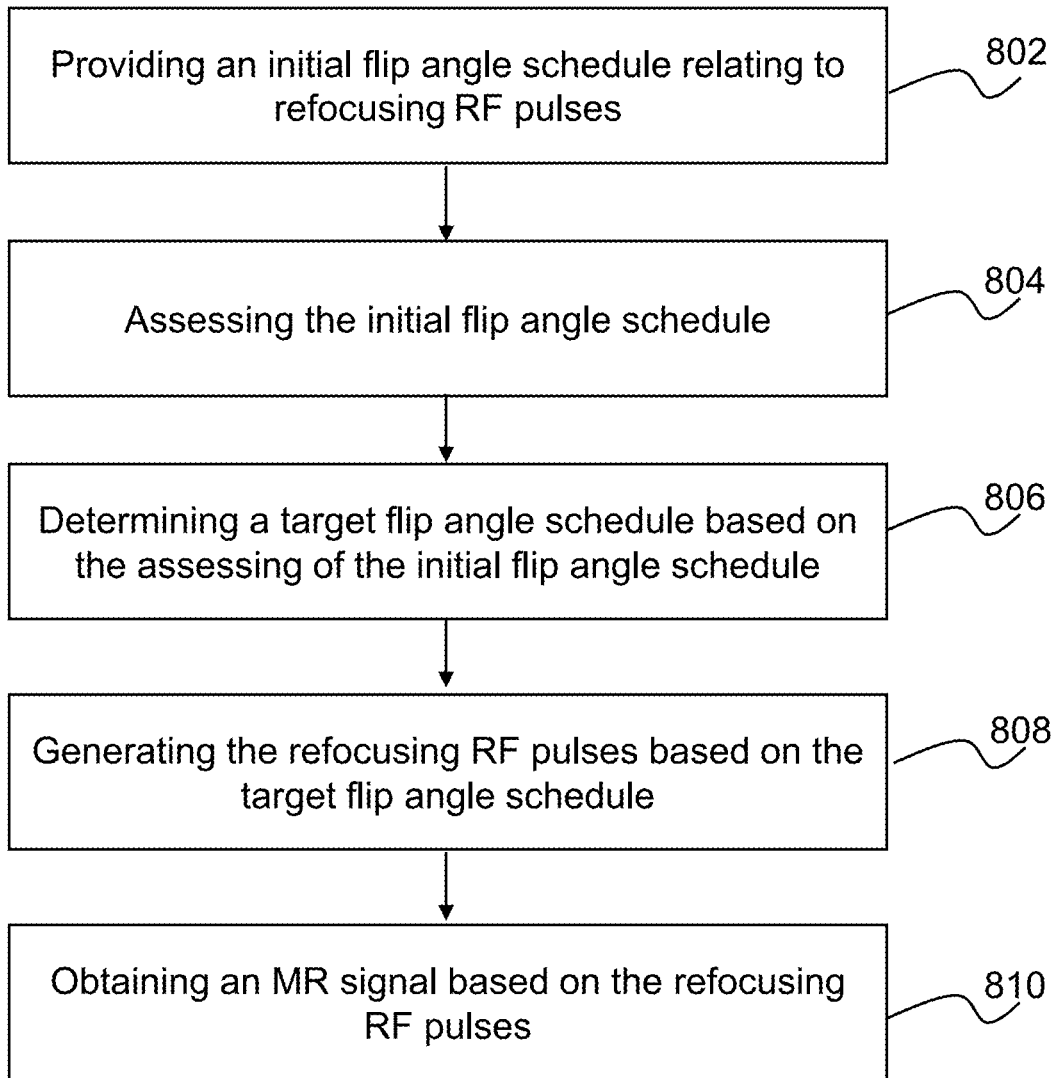 Providing an initial flip angle schedule relating to
refocusing RF pulses
802
Assessing the initial flip angle schedule
804
Determining a target flip angle schedule based on
the assessing of the initial flip angle schedule
806
Generating the refocusing RF pulses based on the
target flip angle schedule
808
Obtaining an MR signal based on the refocusing
RF pulses
810